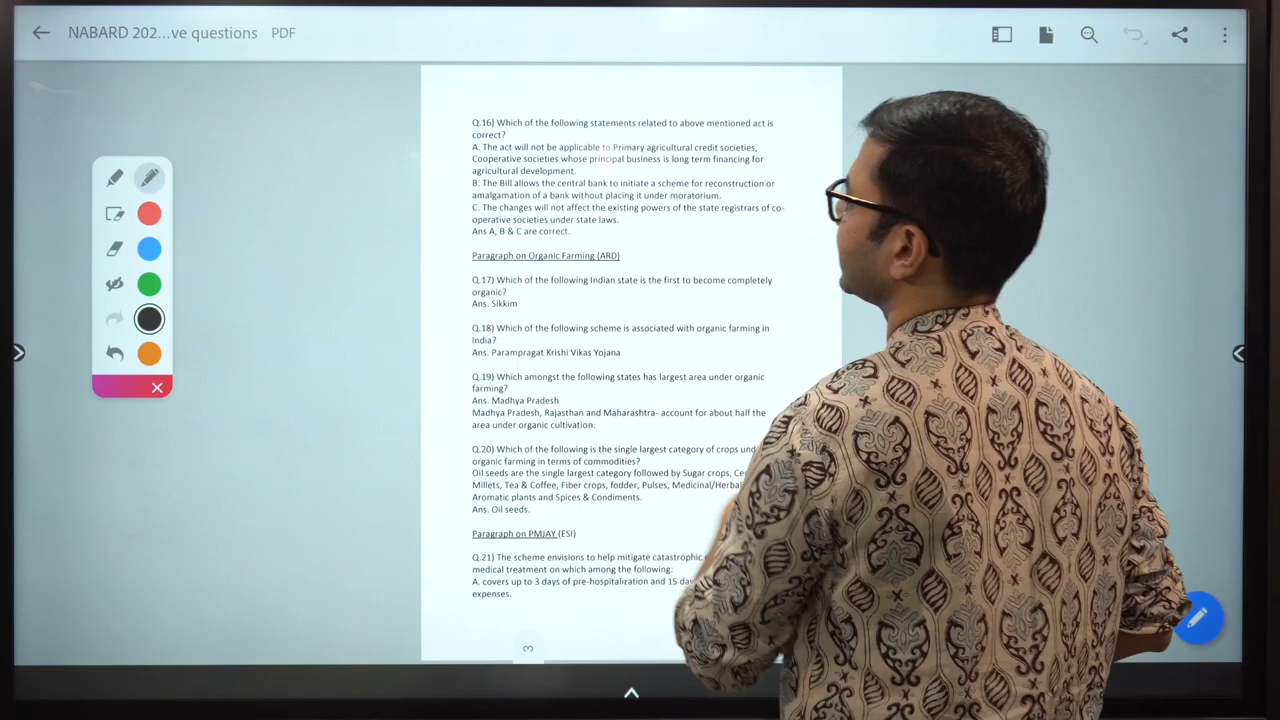 NABARD 202...ve questions PDF
Q.16) Which of the following statements related to above mentioned act is
correct?
A. The act will not be applicable to Primary agricultural credit societies,
Cooperative societies whose principal business is long term financing for
agricultural development.
B. The Bill allows the central bank to initiate a scheme for reconstruction or
amalgamation of a bank without placing it under moratorium.
C. The changes will not affect the existing powers of the state registrars of co-
operative societies under state laws.
Ans A, B & C are correct.
Paragraph on Organic Farming (ARD)
Q.17) Which of the following Indian state is the first to become completely
organic?
Ans. Sikkim
Q.18) Which of the following scheme is associated with organic farming in
India?
Ans. Parampragat Krishi Vikas Yojana
Q.19) Which amongst the following states has largest area under organic
farming?
Ans. Madhya Pradesh
Madhya Pradesh, Rajasthan and Maharashtra- account for about half the
area under organic cultivation.
Q.20) Which of the following is the single largest category of crops
organic farming in terms of commodities?
Oil seeds are the single largest category followed by Sugar crops,
Millets, Tea & Coffee, Fiber crops, fodder, Pulses, Medicinal/Herbal
Aromatic plants and Spices & Condiments.
Ans. Oil seeds.
Paragraph on PMJAY (ESI)
Q.21) The scheme envisions to help mitigate catastrophic
medical treatment on which among the following:
A. covers up to 3 days of pre-hospitalization and 15
expenses.
3